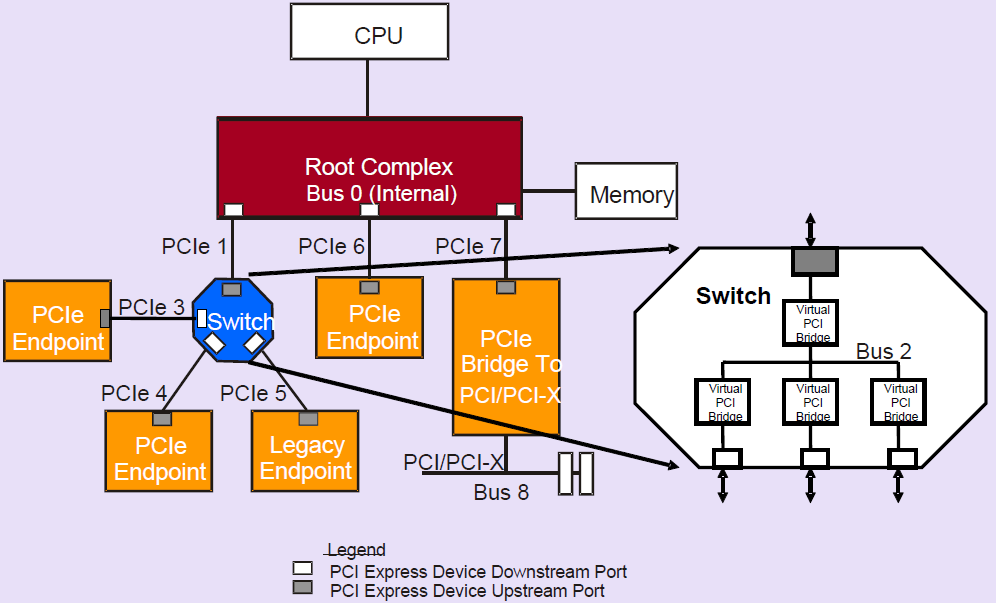 CPU
Root Complex
Bus 0 (Internal)
Memory
PCIe 1
PCIe 6
PCIe 7
PCIe
Endpoint
PCIe 3
Switch
PCIe
Endpoint
PCIe
Bridge To
PCI/PCI-X
PCIe 4
PCIe 5
PCIe
Endpoint
Legacy
Endpoint
PCI/PCI-X
Bus 8
Switch
Virtual
PCI
Bridge
Bus 2
Virtual
PCI
Bridge
Virtual
PCI
Bridge
Virtual
PCI
Bridge
Legend
PCI Express Device Downstream Port
PCI Express Device Upstream Port